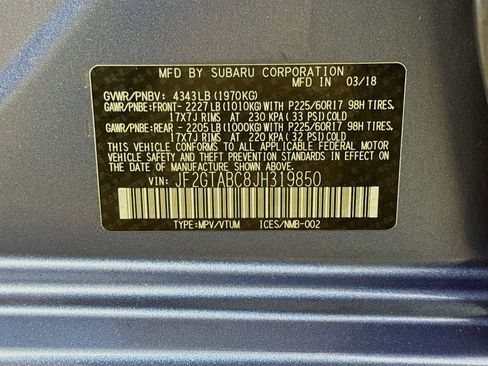 MFD BY SUBARU CORPORATION
MFD IN 03/18
GVWR/PNBV: 4343LB (1970KG)
GAWR/PNBE:FRONT- 2227LB(1010KG)WITH P225/60R17 98H TIRES,
17X7J RIMS AT 230 KPA( 33 PSI)COLD
GAWR/PNBE:REAR - 2205LB(1000KG)WITH P225/60R17 98H TIRES,
17X7J RIMS AT 220 KPA( 32 PSI)COLD
THIS VEHICLE CONFORMS TO ALL APPLICABLE FEDERAL MOTOR
VEHICLE SAFETY AND THEFT PREVENTION STANDARDS IN EFFECT ON THE
DATE OF MANUFACTURE SHOWN ABOVE.
VIN: JF2GTABC8JH319850
TYPE:MPV/VTUM ICES/NMB-002